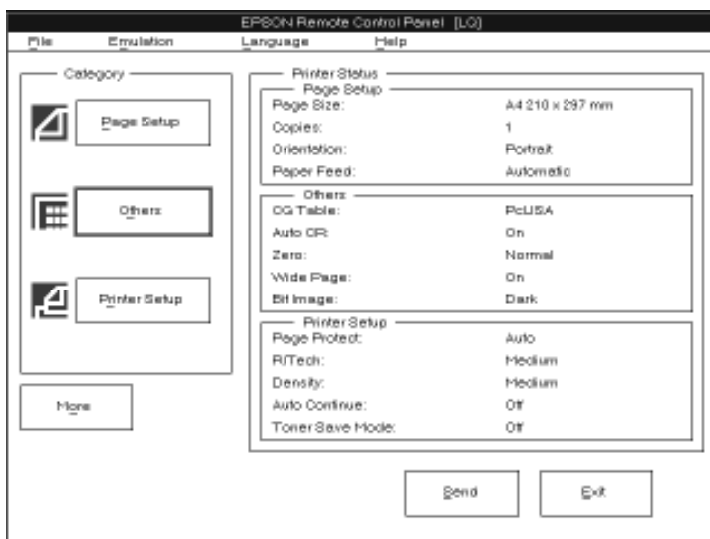 EPSON Remote Control Panel [LQ]
File Emulation Language Help
Category
Page Setup
Others
Printer Setup
More
Printer Status
Page Setup
Page Size: A4 210 x 297 mm
Copies: 1
Orientation: Portrait
Paper Feed: Automatic
Others
CG Table: PcUSA
Auto CR: On
Zero: Normal
Wide Page: On
Bit Image: Dark
Printer Setup
Page Protect: Auto
RITech: Medium
Density: Medium
Auto Continue: Off
Toner Save Mode: Off
Send Exit